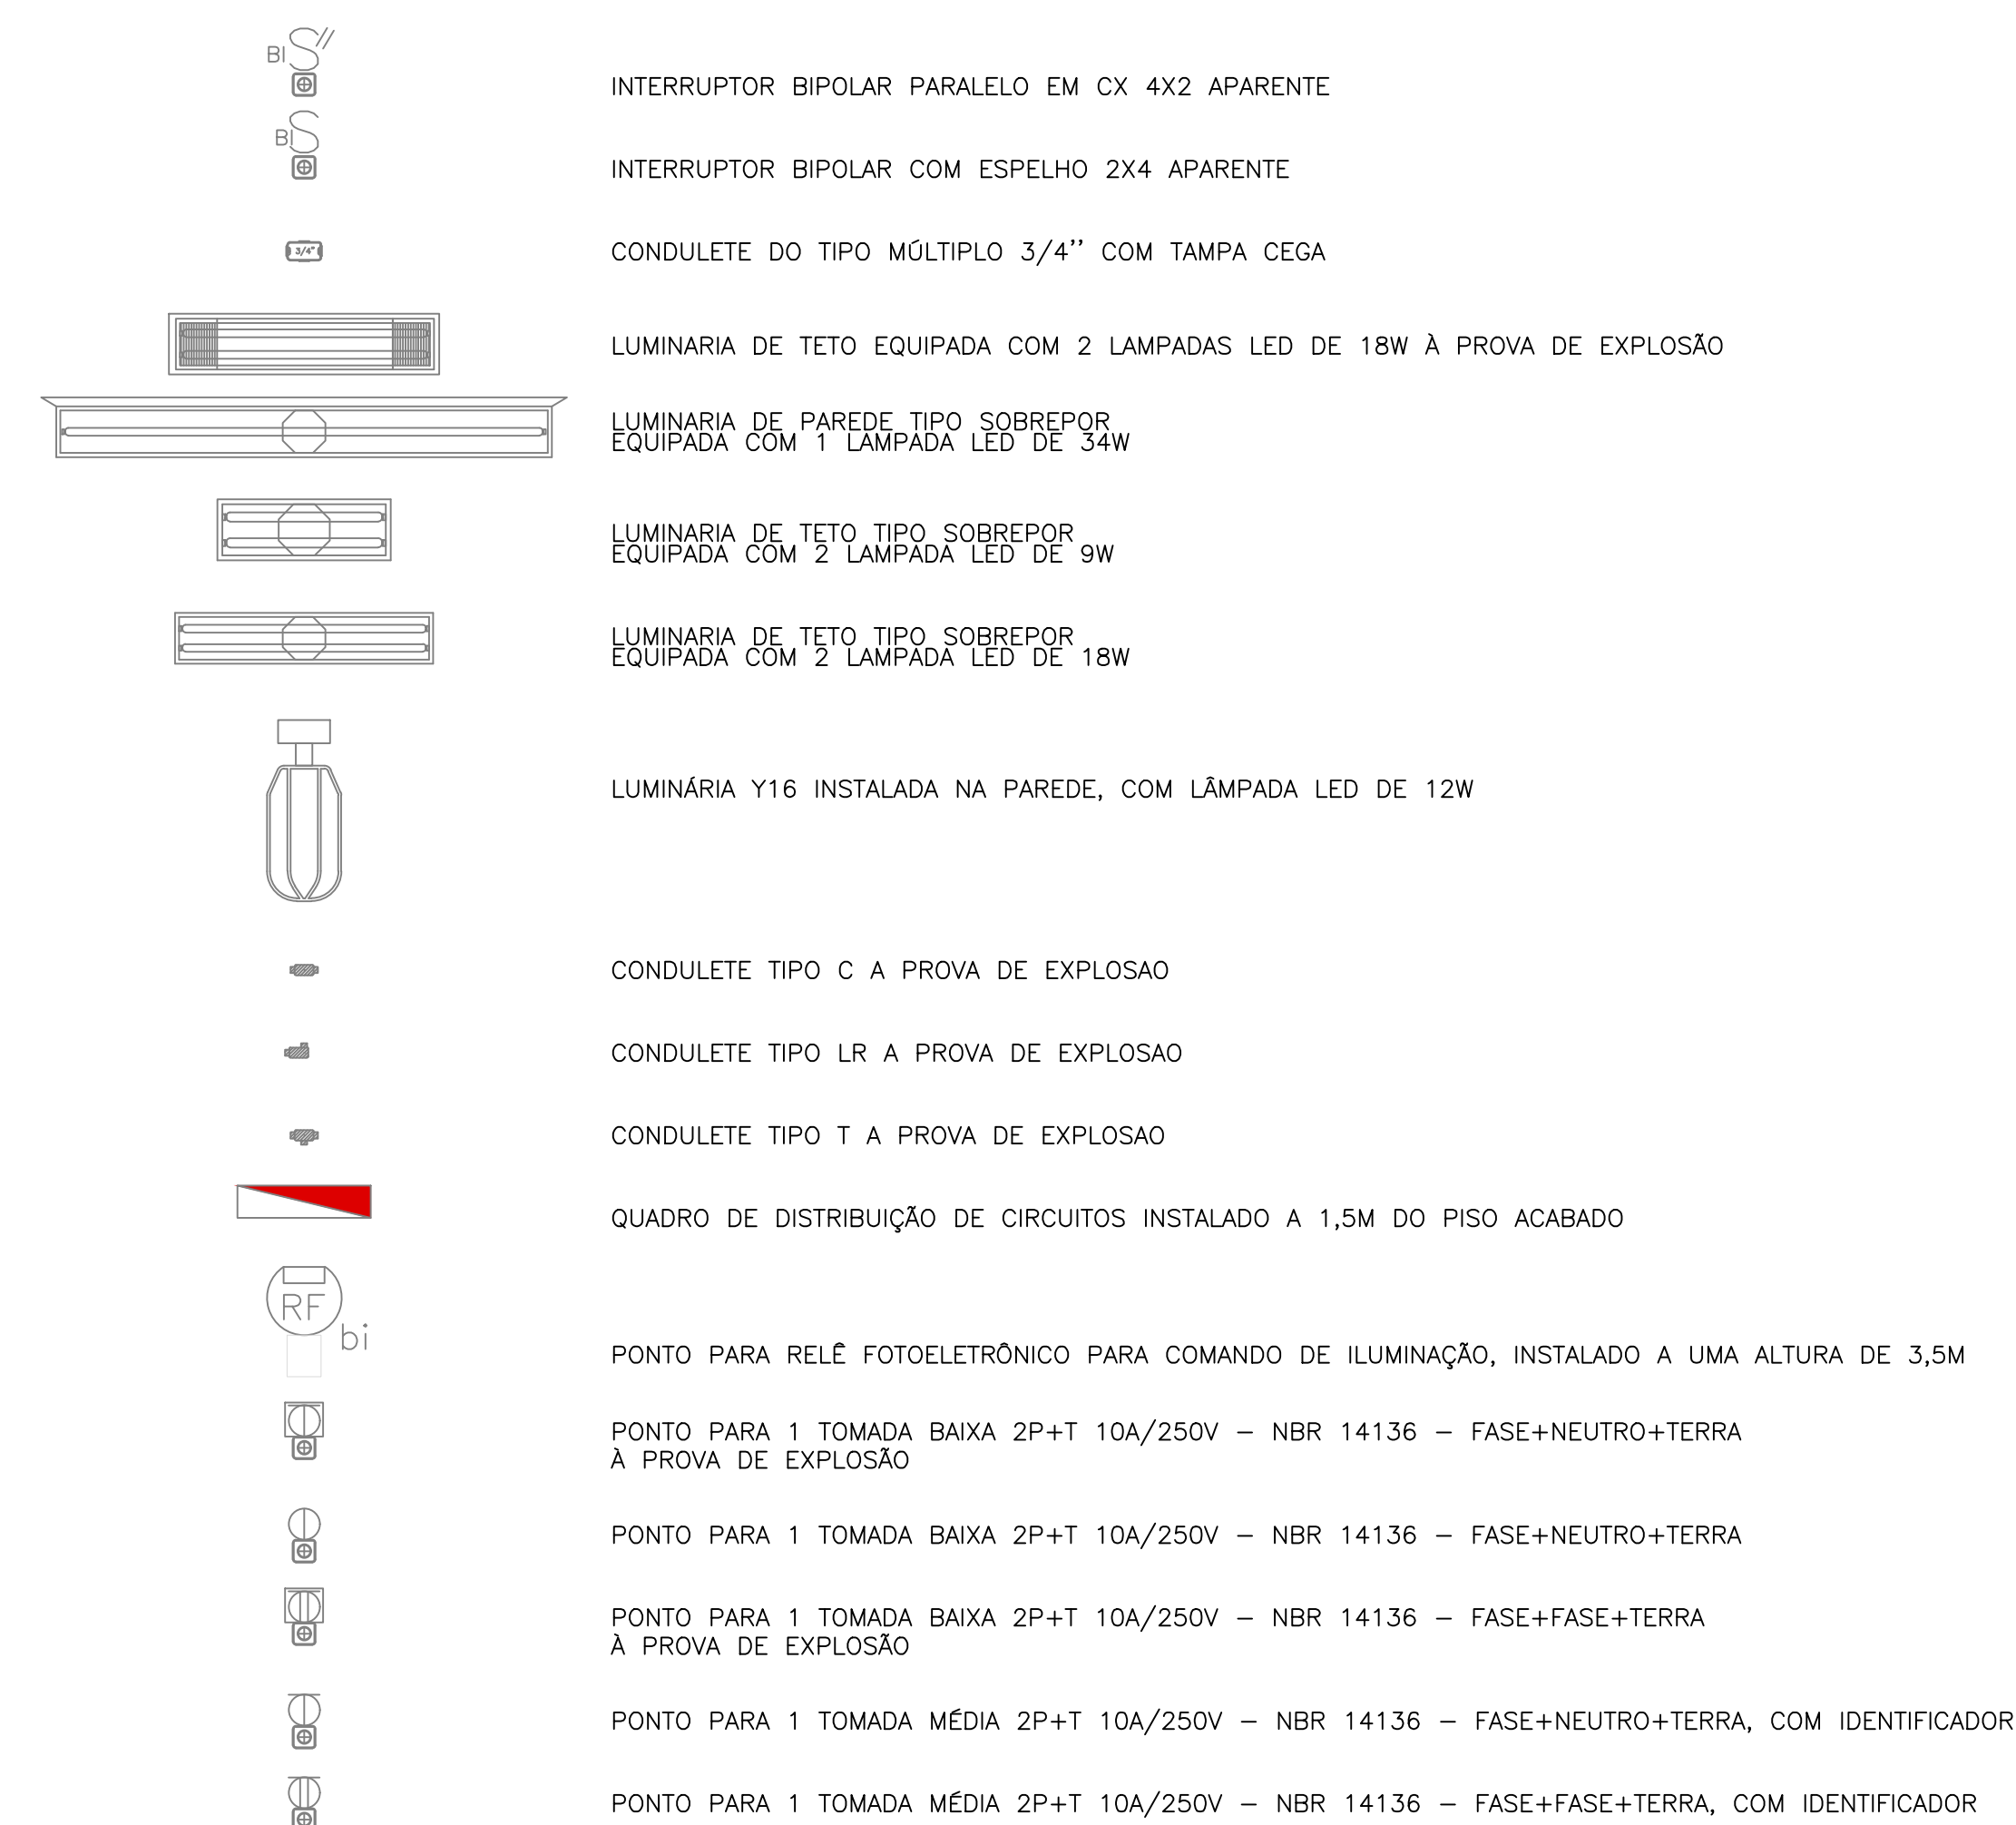 BI S//
INTERRUPTOR BIPOLAR PARALELO EM CX 4X2 APARENTE
BI S
INTERRUPTOR BIPOLAR COM ESPELHO 2X4 APARENTE
3/4" CONDULETE DO TIPO MÚLTIPLO 3/4'' COM TAMPA CEGA
LUMINARIA DE TETO EQUIPADA COM 2 LAMPADAS LED DE 18W À PROVA DE EXPLOSÃO
LUMINARIA DE PAREDE TIPO SOBREPOR
EQUIPADA COM 1 LAMPADA LED DE 34W
LUMINARIA DE TETO TIPO SOBREPOR
EQUIPADA COM 2 LAMPADA LED DE 9W
LUMINARIA DE TETO TIPO SOBREPOR
EQUIPADA COM 2 LAMPADA LED DE 18W
LUMINÁRIA Y16 INSTALADA NA PAREDE, COM LÂMPADA LED DE 12W
CONDULETE TIPO C A PROVA DE EXPLOSAO
CONDULETE TIPO LR A PROVA DE EXPLOSAO
CONDULETE TIPO T A PROVA DE EXPLOSAO
QUADRO DE DISTRIBUIÇÃO DE CIRCUITOS INSTALADO A 1,5M DO PISO ACABADO
RF
bi
PONTO PARA RELÊ FOTOELETRÔNICO PARA COMANDO DE ILUMINAÇÃO, INSTALADO A UMA ALTURA DE 3,5M
PONTO PARA 1 TOMADA BAIXA 2P+T 10A/250V – NBR 14136 – FASE+NEUTRO+TERRA
À PROVA DE EXPLOSÃO
PONTO PARA 1 TOMADA BAIXA 2P+T 10A/250V – NBR 14136 – FASE+NEUTRO+TERRA
PONTO PARA 1 TOMADA BAIXA 2P+T 10A/250V – NBR 14136 – FASE+FASE+TERRA
À PROVA DE EXPLOSÃO
PONTO PARA 1 TOMADA MÉDIA 2P+T 10A/250V – NBR 14136 – FASE+NEUTRO+TERRA, COM IDENTIFICADOR
PONTO PARA 1 TOMADA MÉDIA 2P+T 10A/250V – NBR 14136 – FASE+FASE+TERRA, COM IDENTIFICADOR